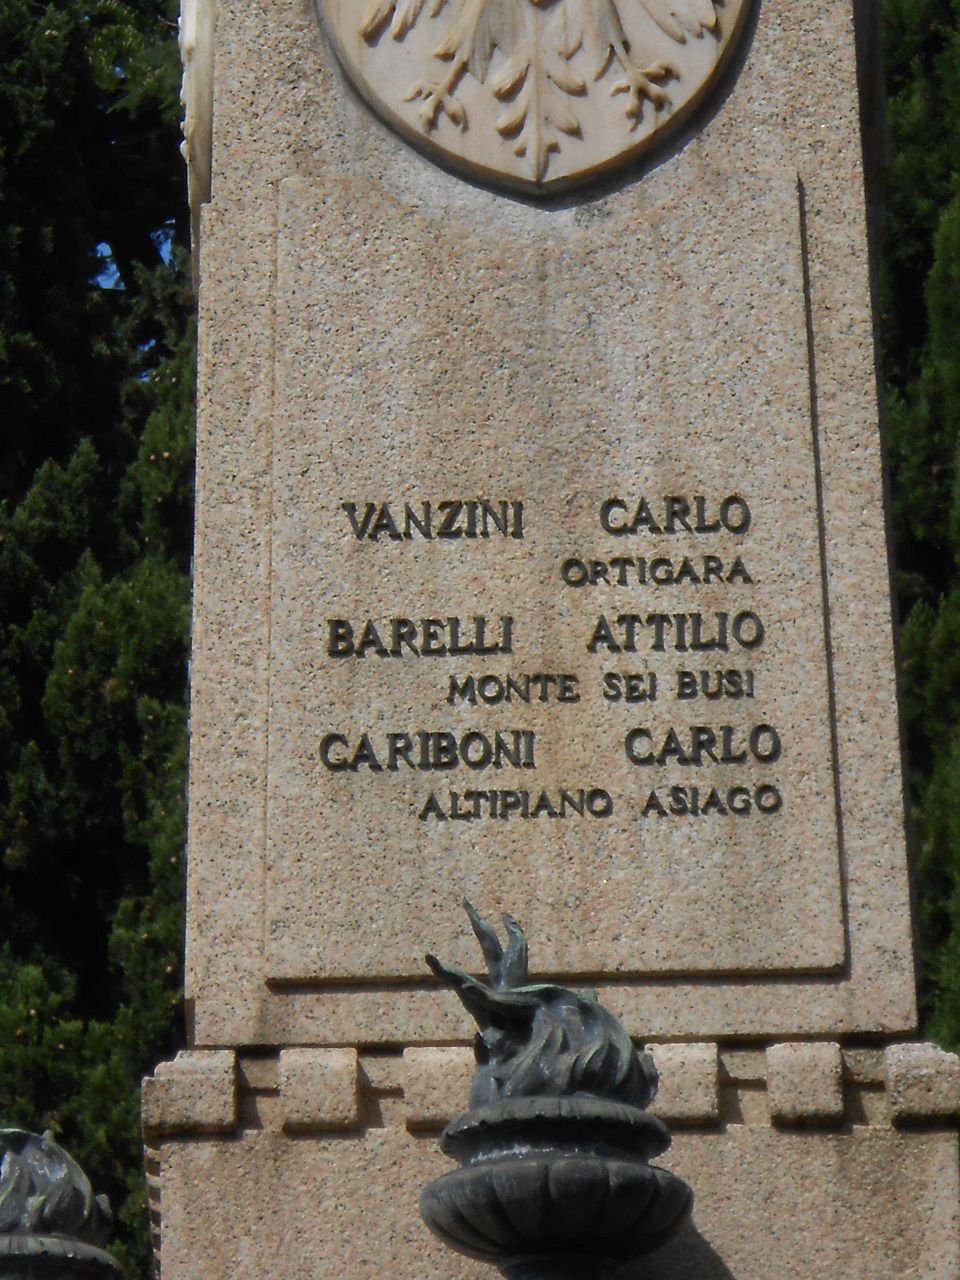 VANZINI CARLO
ORTIGARA
BARELLI ATTILIO
MONTE SEI BUSI
CARIBONI CARLO
ALTIPIANO ASIAGO